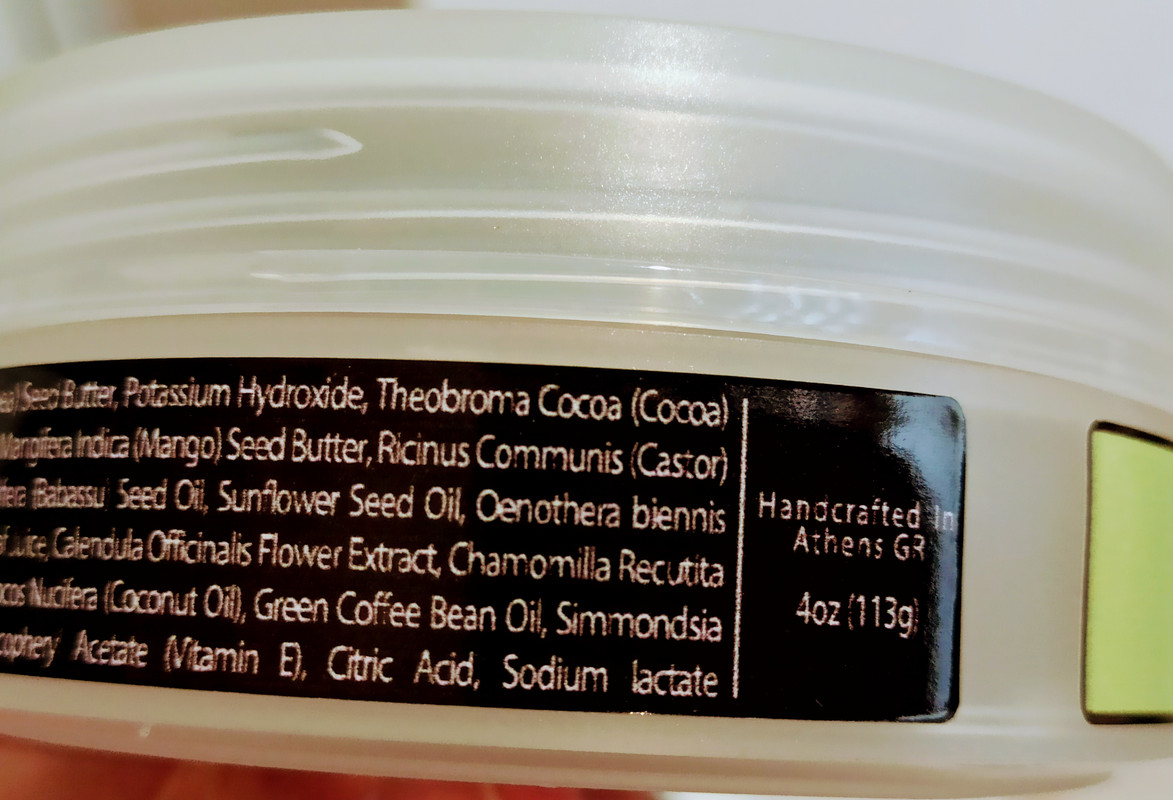 Seed Butter, Potassium Hydroxide, Theobroma Cocoa (Cocoa)
Mangifera Indica (Mango) Seed Butter, Ricinus Communis (Castor)
(Babassu) Seed Oil, Sunflower Seed Oil, Oenothera biennis
Juice, Calendula Officinalis Flower Extract, Chamomilla Recutita
Nucifera (Coconut Oil), Green Coffee Bean Oil, Simmondsia
Acetate (Vitamin E), Citric Acid, Sodium lactate
Handcrafted In
Athens GR
4oz (113g)